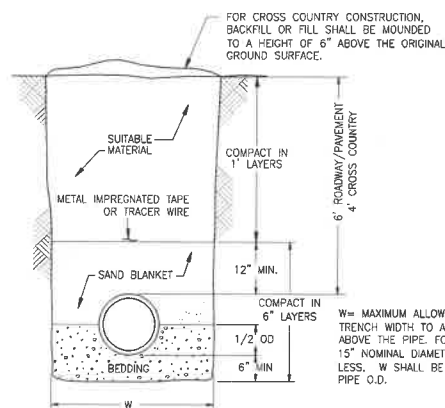 FOR CROSS COUNTRY CONSTRUCTION,
BACKFILL OR FILL SHALL BE MOUNDED
TO A HEIGHT OF 6" ABOVE THE ORIGINAL
GROUND SURFACE.
SUITABLE
MATERIAL
COMPACT IN
1' LAYERS
6' ROADWAY/PAVEMENT
4' CROSS COUNTRY
METAL IMPREGNATED TAPE
OR TRACER WIRE
SAND BLANKET
12" MIN.
COMPACT IN
6" LAYERS
1/2 OD
BEDDING
6" MIN
W
W= MAXIMUM ALLOW
TRENCH WIDTH TO A
ABOVE THE PIPE. FO
15" NOMINAL DIAMET
LESS, W SHALL BE
PIPE O.D.